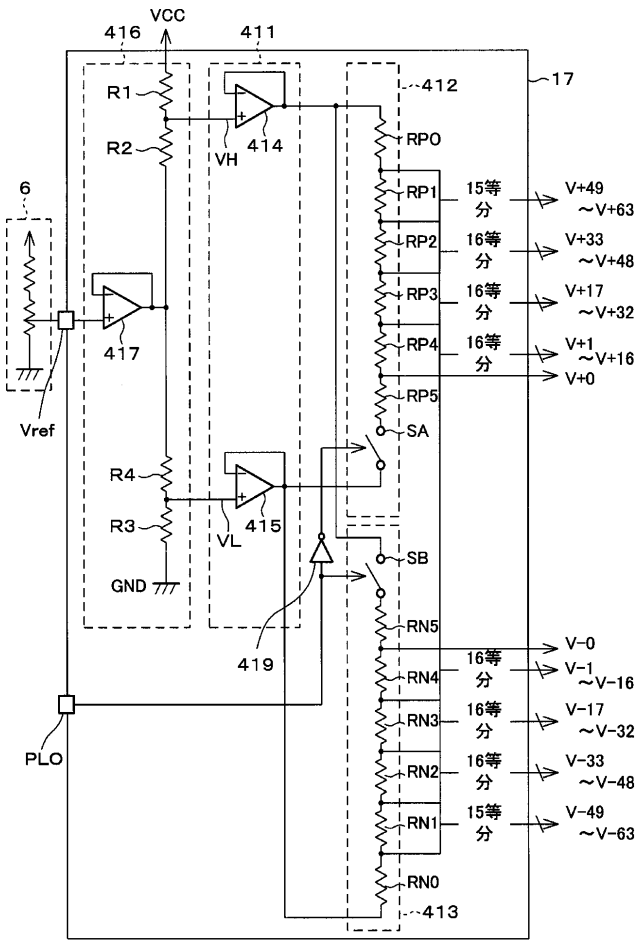 VCC
416
411
R1
R2
VH
414
412
17
RP0
RP1
15等分
V+49
～V+63
RP2
16等分
V+33
～V+48
RP3
16等分
V+17
～V+32
RP4
16等分
V+1
～V+16
V+0
RP5
SA
6
417
Vref
R4
R3
VL
415
GND
419
SB
RN5
V-0
RN4
16等分
V-1
～V-16
RN3
16等分
V-17
～V-32
RN2
16等分
V-33
～V-48
RN1
15等分
V-49
～V-63
RN0
413
PLO